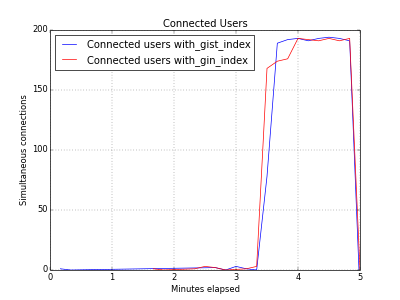 Connected Users
Connected users with_gist_index
Connected users with_gin_index
Simultaneous connections
200
150
100
50
0
0 1 2 3 4 5
Minutes elapsed